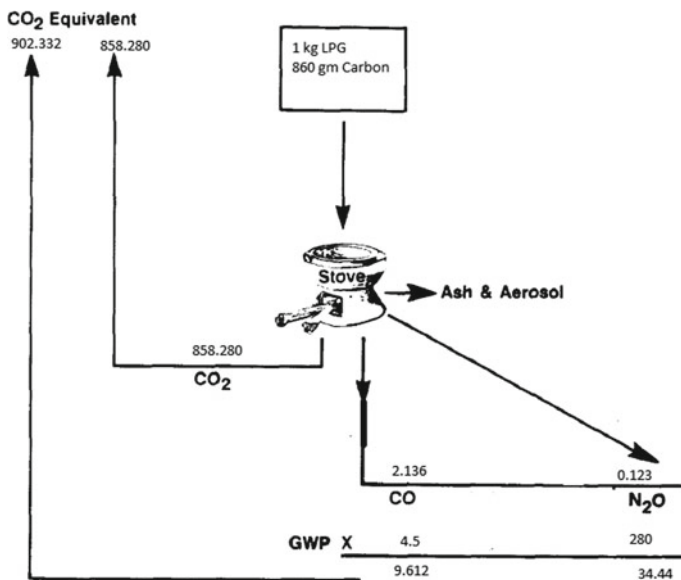 CO2 Equivalent
902.332 858.280
1 kg LPG
860 gm Carbon
Stove
Ash & Aerosol
858.280
CO2
2.136 0.123
CO N2O
GWP X 4.5 280
9.612 34.44